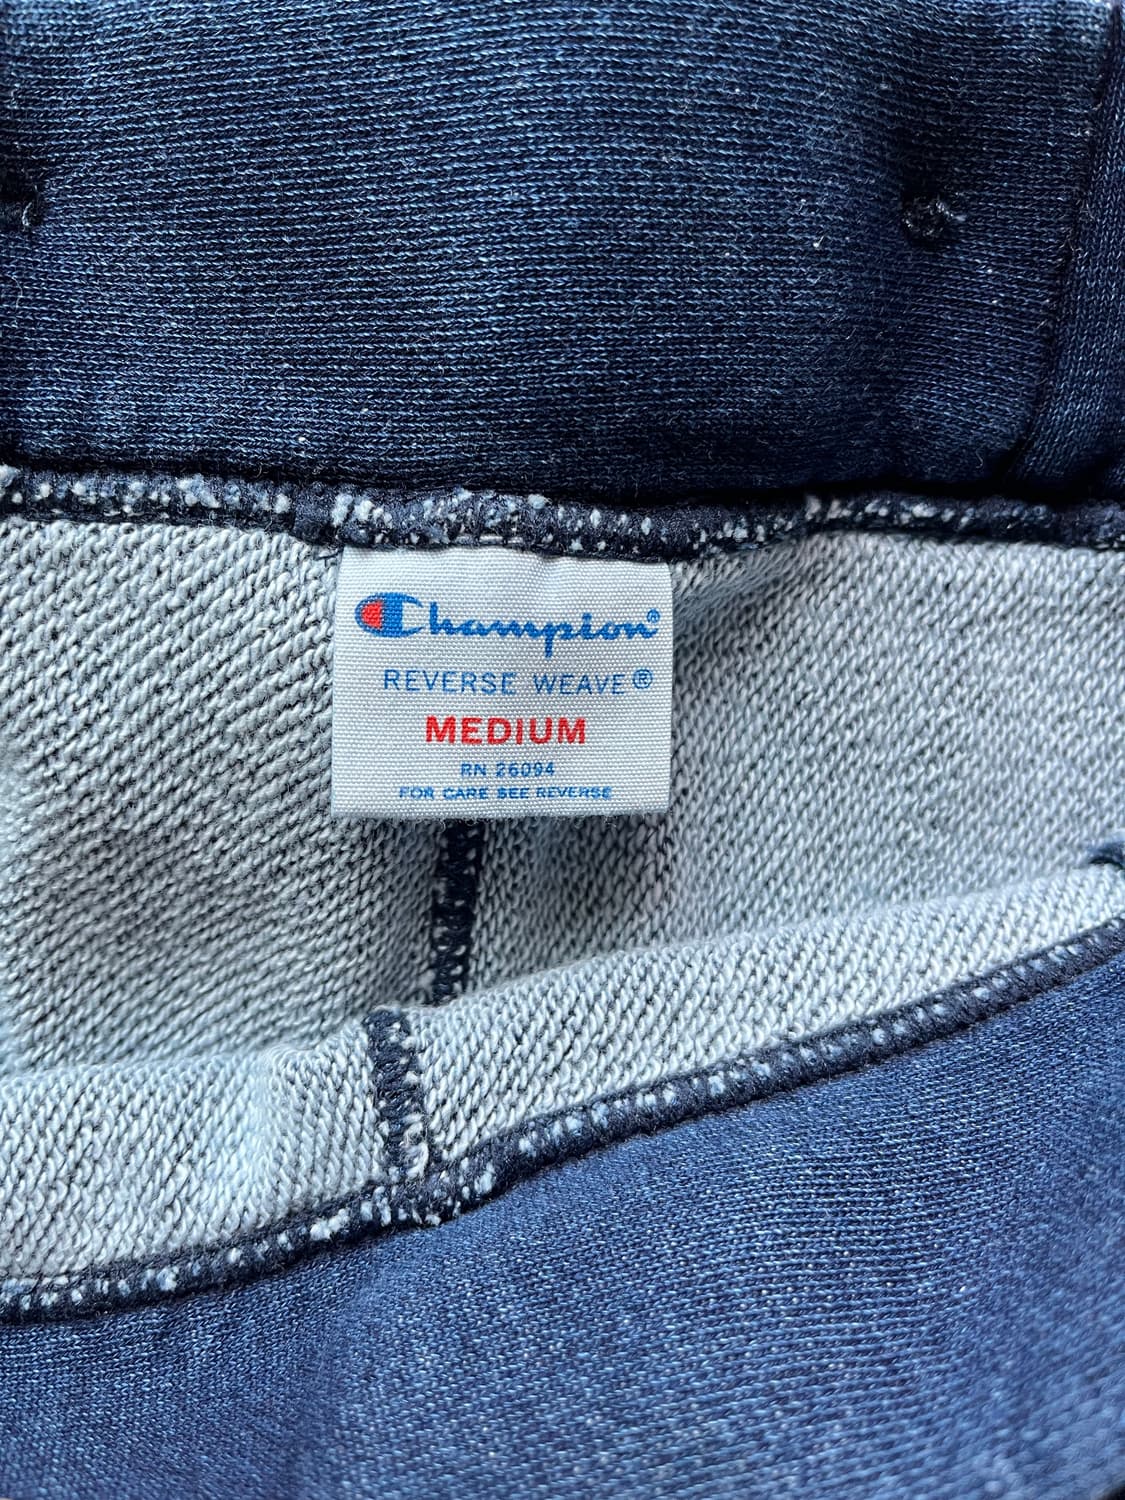 Champion®
REVERSE WEAVE®
MEDIUM
RN 26094
FOR CARE SEE REVERSE